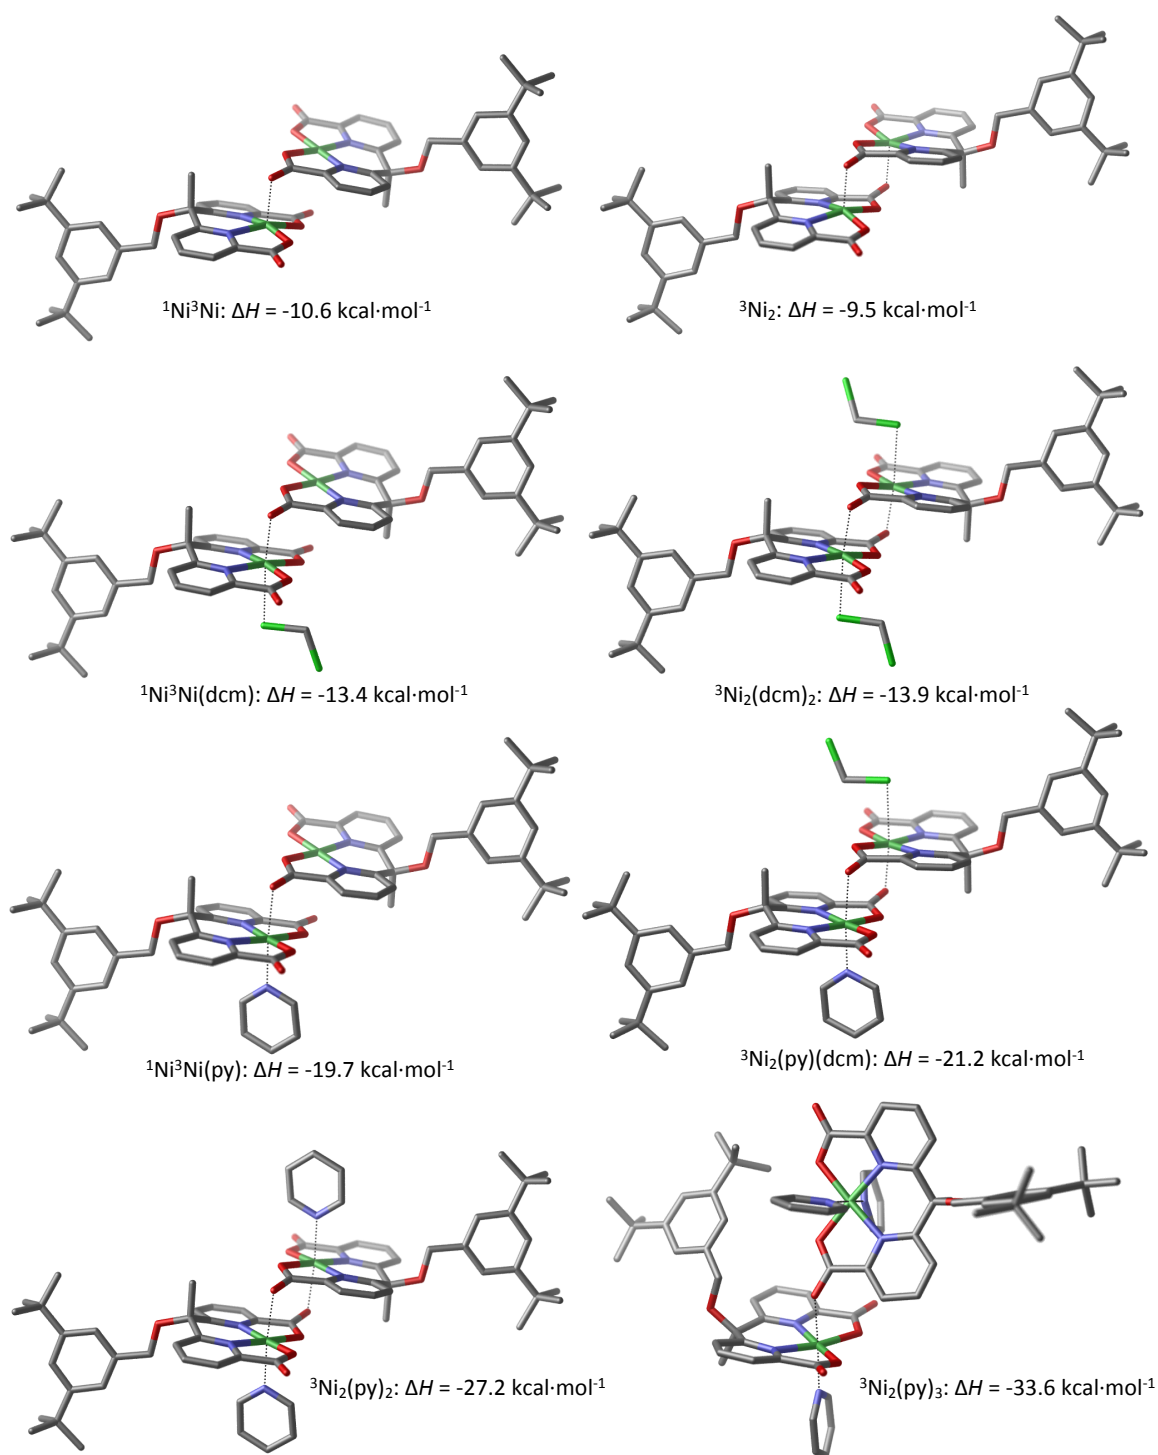 ¹Ni³Ni: ΔH = -10.6 kcal·mol⁻¹
³Ni₂: ΔH = -9.5 kcal·mol⁻¹
¹Ni³Ni(dcm): ΔH = -13.4 kcal·mol⁻¹
³Ni₂(dcm)₂: ΔH = -13.9 kcal·mol⁻¹
¹Ni³Ni(py): ΔH = -19.7 kcal·mol⁻¹
³Ni₂(py)(dcm): ΔH = -21.2 kcal·mol⁻¹
³Ni₂(py)₂: ΔH = -27.2 kcal·mol⁻¹
³Ni₂(py)₃: ΔH = -33.6 kcal·mol⁻¹